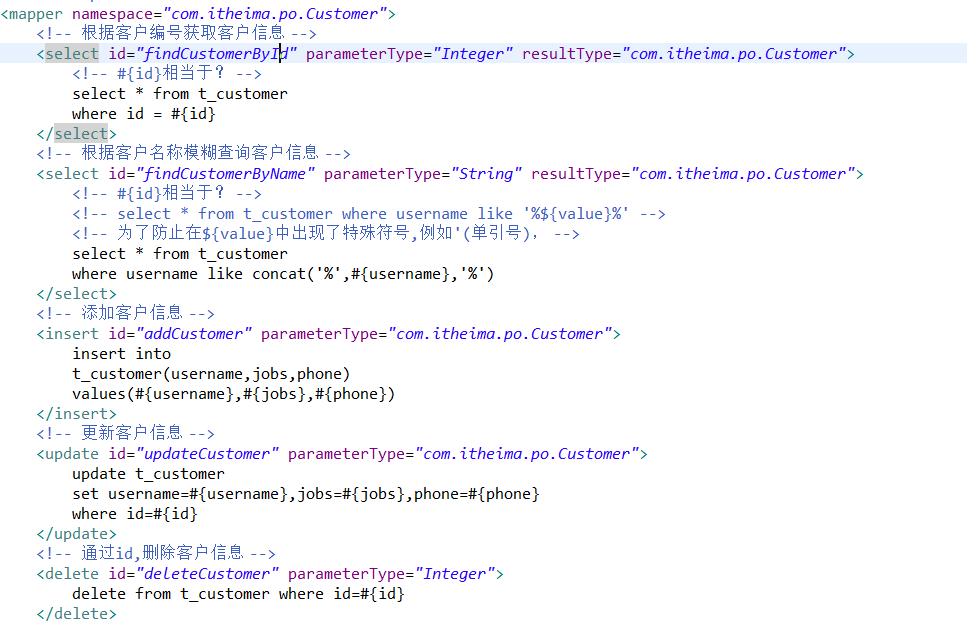 <mapper namespace="com.itheima.po.Customer">
<!-- 根据客户编号获取客户信息 -->
<select id="findCustomerById" parameterType="Integer" resultType="com.itheima.po.Customer">
<!-- #{id}相当于？ -->
select * from t_customer
where id = #{id}
</select>
<!-- 根据客户名称模糊查询客户信息 -->
<select id="findCustomerByName" parameterType="String" resultType="com.itheima.po.Customer">
<!-- #{id}相当于？ -->
<!-- select * from t_customer where username like '%${value}%' -->
<!-- 为了防止在${value}中出现了特殊符号,例如'(单引号)， -->
select * from t_customer
where username like concat('%',#{username},'%')
</select>
<!-- 添加客户信息 -->
<insert id="addCustomer" parameterType="com.itheima.po.Customer">
insert into
t_customer(username,jobs,phone)
values(#{username},#{jobs},#{phone})
</insert>
<!-- 更新客户信息 -->
<update id="updateCustomer" parameterType="com.itheima.po.Customer">
update t_customer
set username=#{username},jobs=#{jobs},phone=#{phone}
where id=#{id}
</update>
<!-- 通过id,删除客户信息 -->
<delete id="deleteCustomer" parameterType="Integer">
delete from t_customer where id=#{id}
</delete>